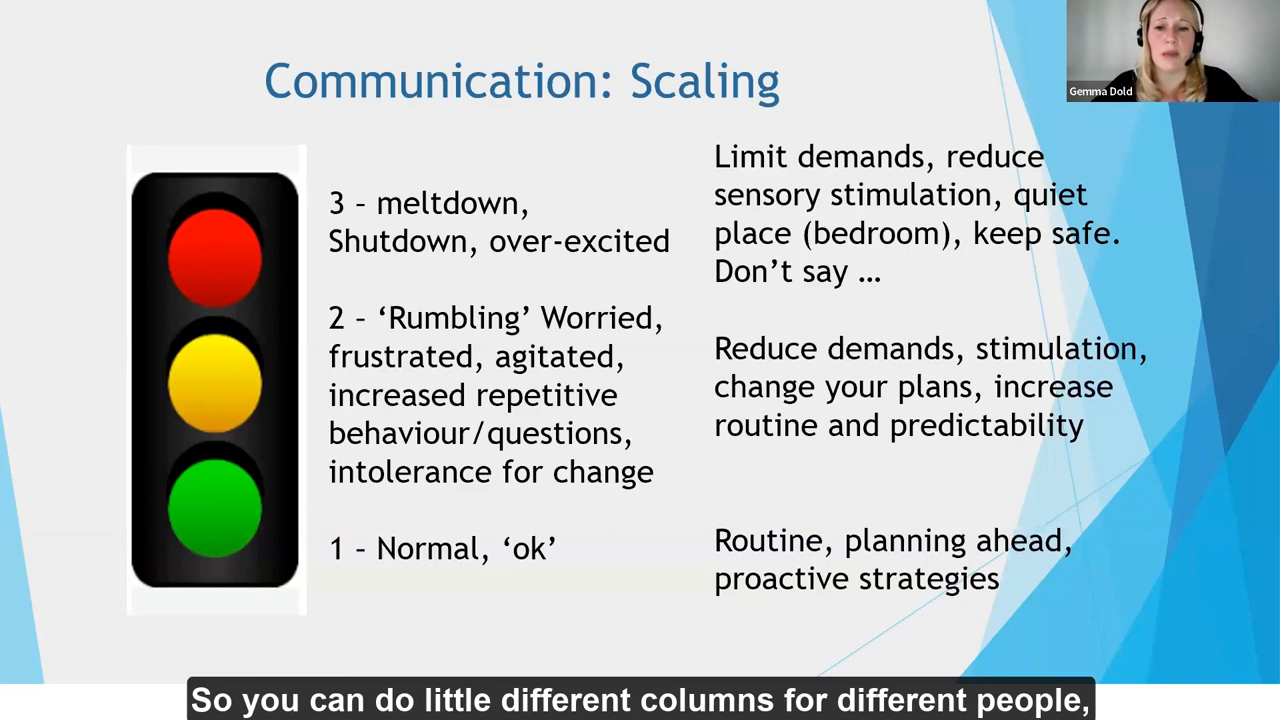 Communication: Scaling
Gemma Dold
3 – meltdown,
Shutdown, over-excited
2 – ‘Rumbling’ Worried,
frustrated, agitated,
increased repetitive
behaviour/questions,
intolerance for change
1 – Normal, ‘ok’
Limit demands, reduce
sensory stimulation, quiet
place (bedroom), keep safe.
Don’t say …
Reduce demands, stimulation,
change your plans, increase
routine and predictability
Routine, planning ahead,
proactive strategies
So you can do little different columns for different people,